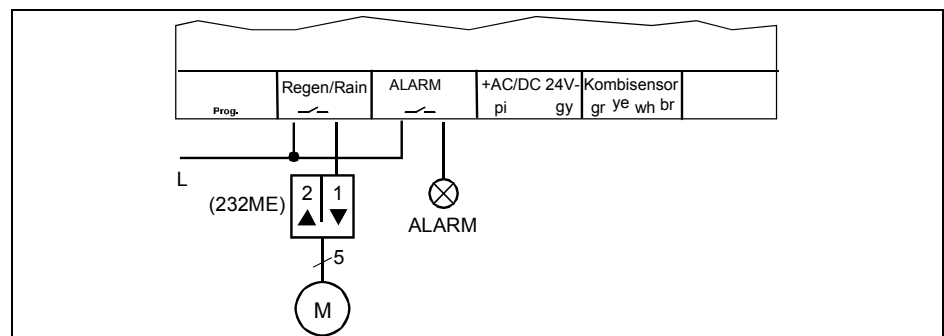 Regen/Rain ALARM +AC/DC 24V- Kombisensor
Prog. pi gy gr ye wh br
L
(232ME) 2 1
ALARM
5
M